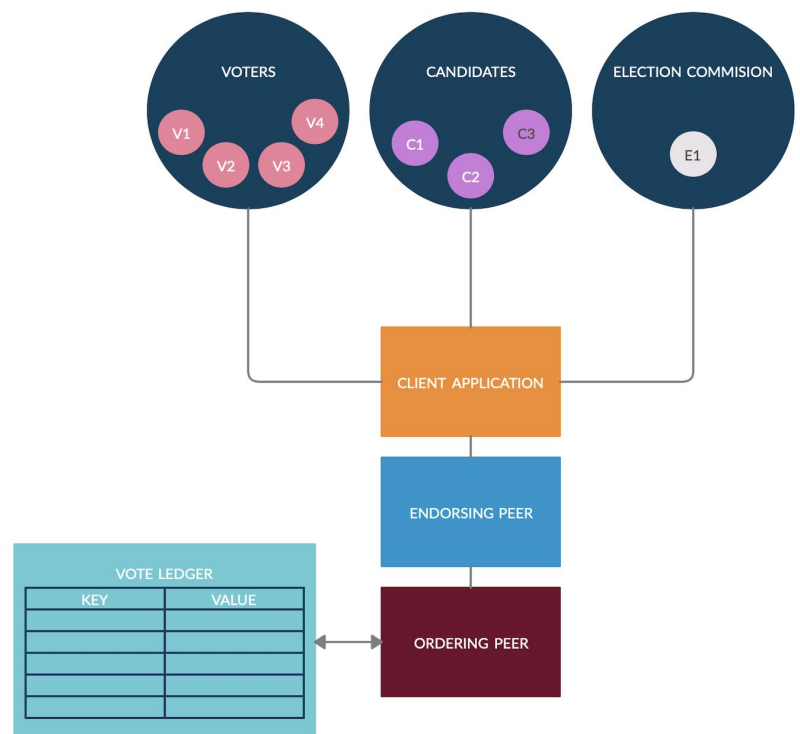 VOTERS
V1
V2
V3
V4
CANDIDATES
C1
C2
C3
ELECTION COMMISION
E1
CLIENT APPLICATION
ENDORSING PEER
VOTE LEDGER
KEY VALUE
ORDERING PEER